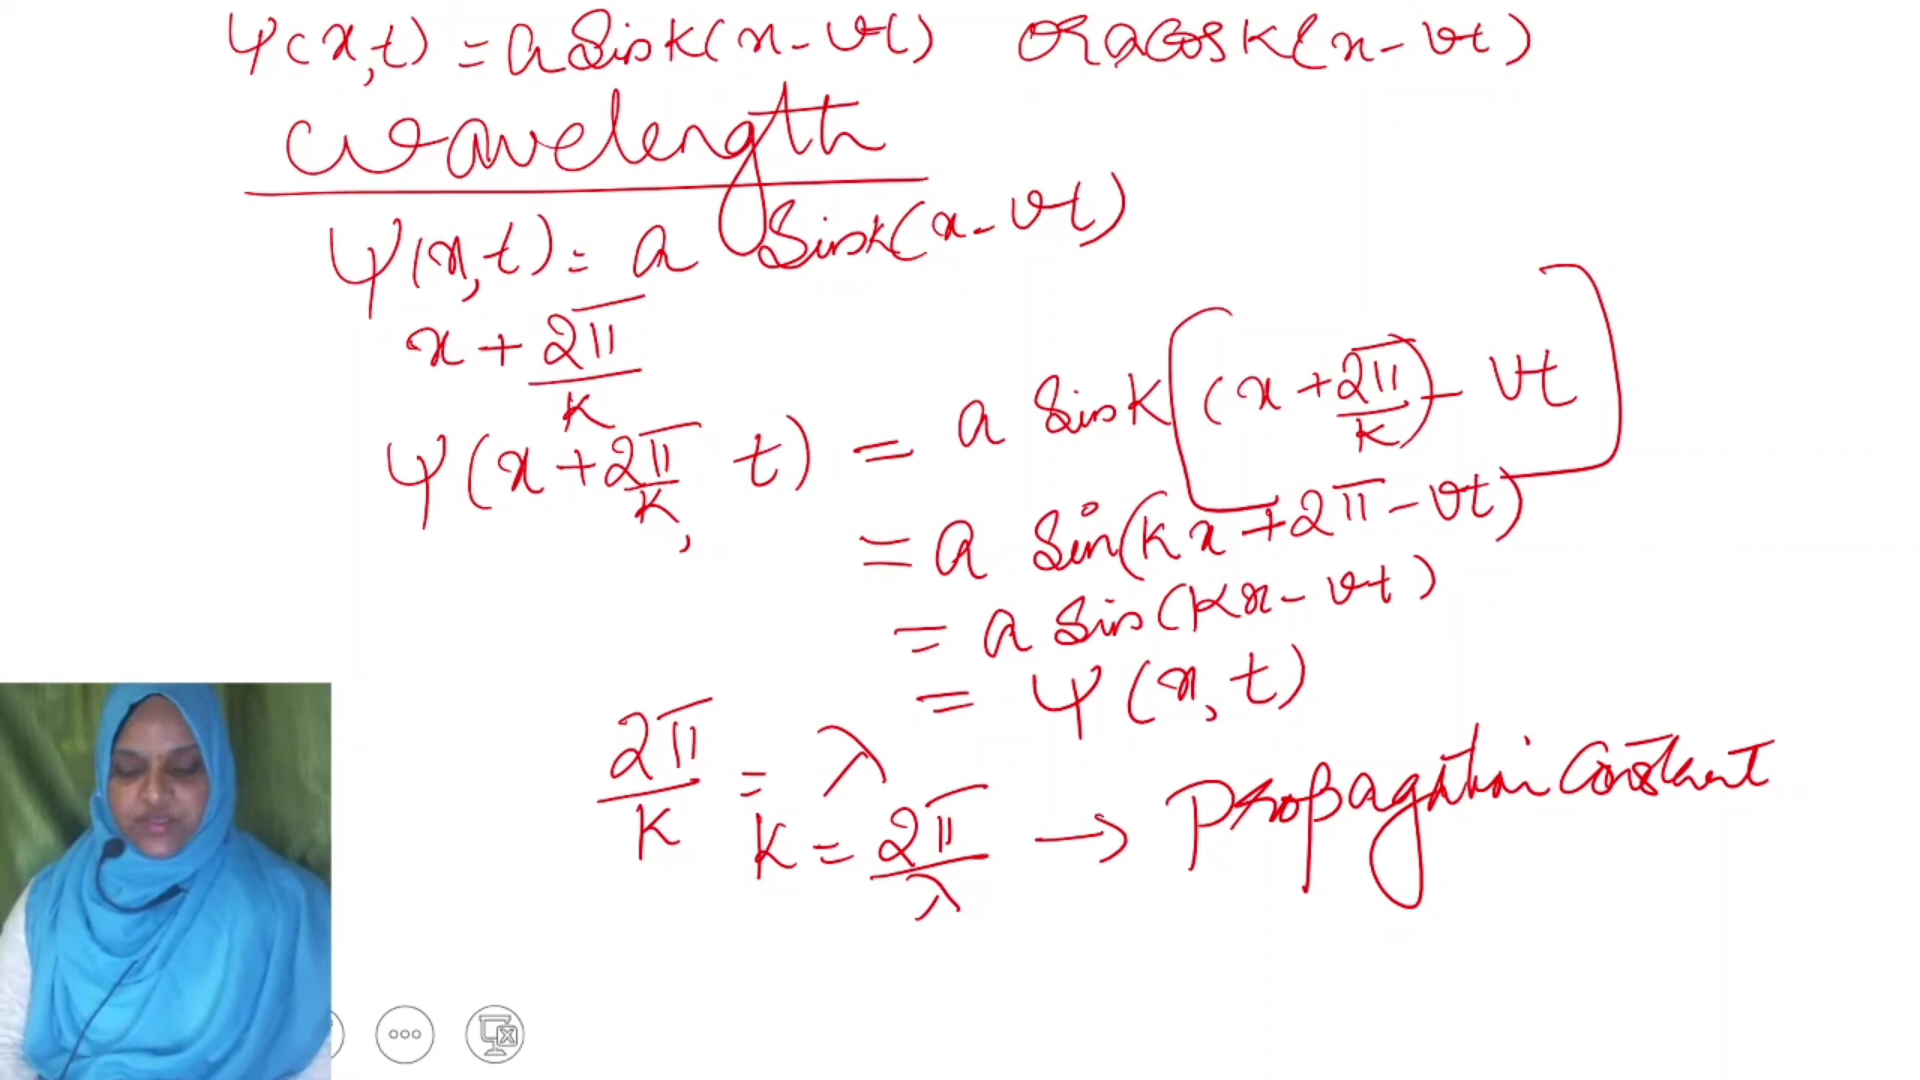 ψ(x,t) = a Sin k(x - vt) or a cos k(x - vt)
wavelength
ψ(x,t) = a Sin k(x - vt)
x + 2π/k
ψ(x + 2π/k, t) = a Sin k[(x + 2π/k) - vt]
= a Sin(kx + 2π - vt)
= a Sin(kx - vt)
= ψ(x,t)
2π/k = λ
k = 2π/λ → Propagation constant